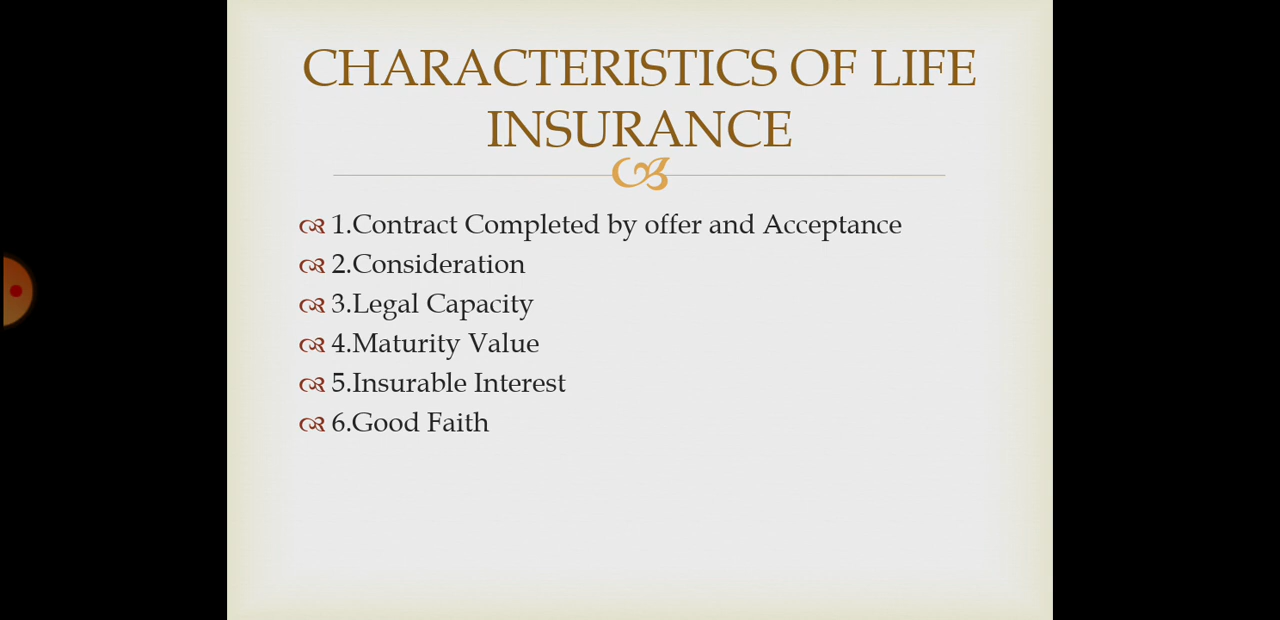 CHARACTERISTICS OF LIFE
INSURANCE
1.Contract Completed by offer and Acceptance
2.Consideration
3.Legal Capacity
4.Maturity Value
5.Insurable Interest
6.Good Faith